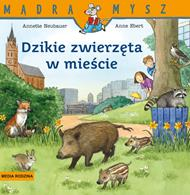 MĄDRA MYSZ
Annette Neubauer Anne Ebert
Dzikie zwierzęta
w mieście
MEDIA RODZINA